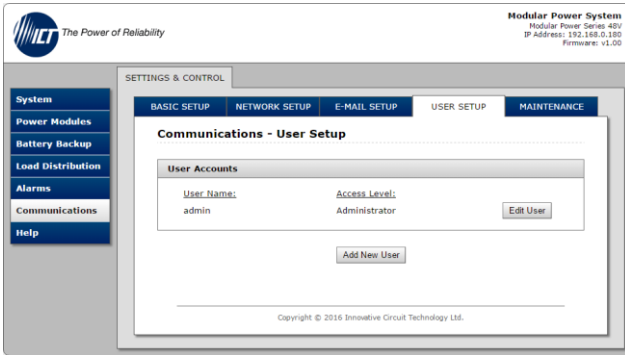 ICT The Power of Reliability
Modular Power System
Modular Power Series 48V
IP Address: 192.168.0.180
Firmware: v1.00
SETTINGS & CONTROL
System
Power Modules
Battery Backup
Load Distribution
Alarms
Communications
Help
BASIC SETUP NETWORK SETUP E-MAIL SETUP USER SETUP MAINTENANCE
Communications - User Setup
User Accounts
User Name: Access Level:
admin Administrator Edit User
Add New User
Copyright © 2016 Innovative Circuit Technology Ltd.